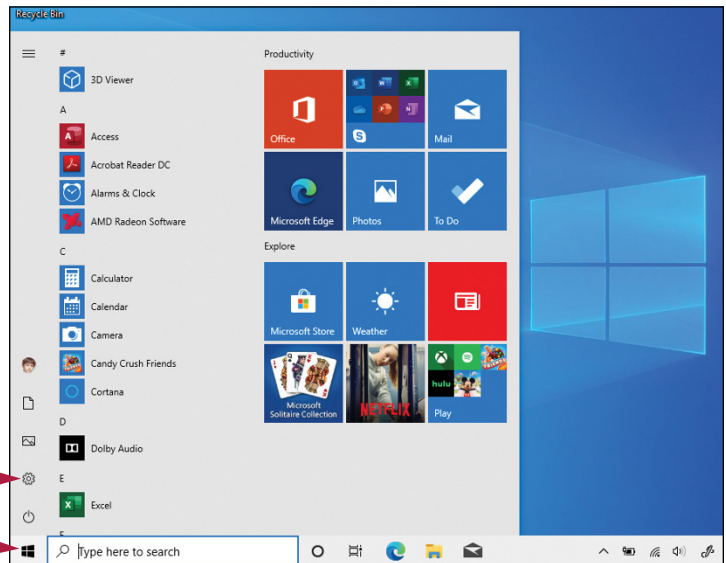 Recycle Bin
#
3D Viewer
A
Access
Acrobat Reader DC
Alarms & Clock
AMD Radeon Software
C
Calculator
Calendar
Camera
Candy Crush Friends
Cortana
D
Dolby Audio
E
Excel
Productivity
Office
Mail
Microsoft Edge
Photos
To Do
Explore
Microsoft Store
Weather
Microsoft
Solitaire Collection
NETFLIX
hulu
Play
Type here to search